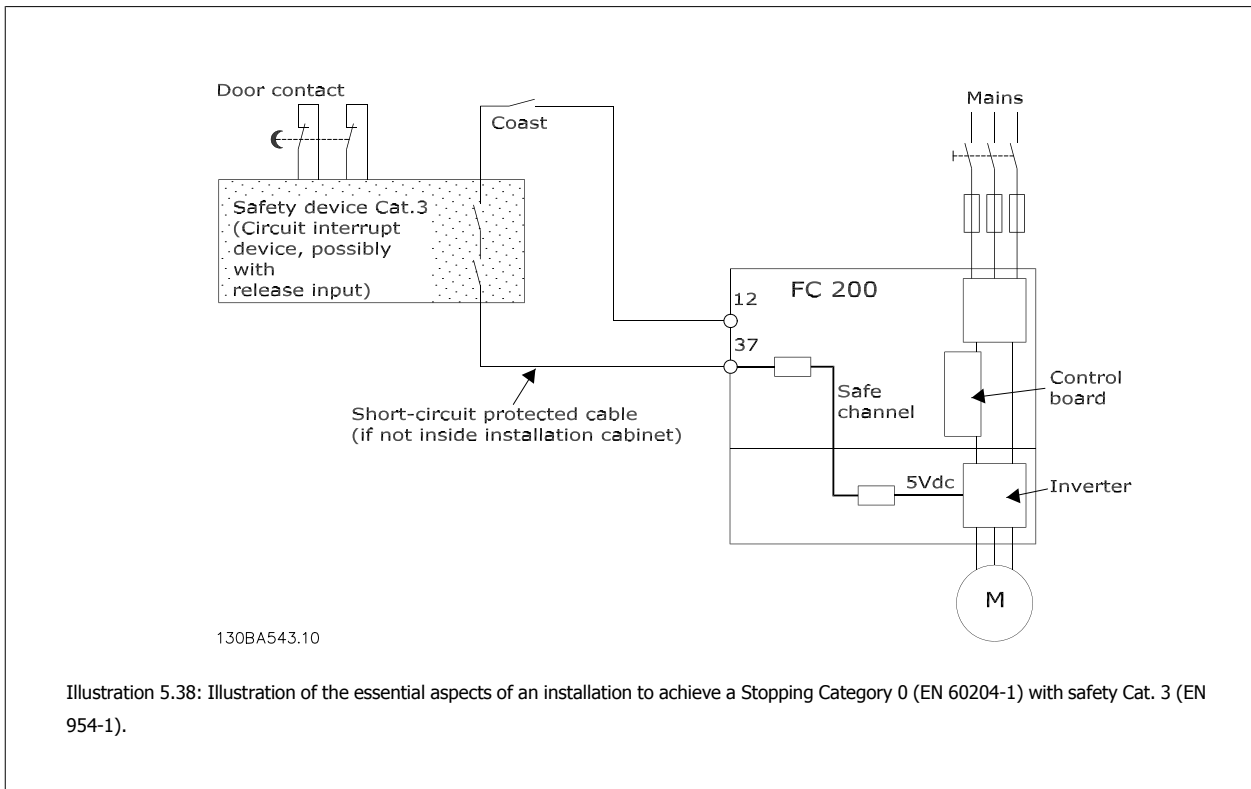 Door contact
Coast
Mains
Safety device Cat.3
(Circuit interrupt
device, possibly
with
release input)
12
FC 200
37
Safe
channel
Control
board
Short-circuit protected cable
(if not inside installation cabinet)
5Vdc
Inverter
M
130BA543.10
Illustration 5.38: Illustration of the essential aspects of an installation to achieve a Stopping Category 0 (EN 60204-1) with safety Cat. 3 (EN
954-1).